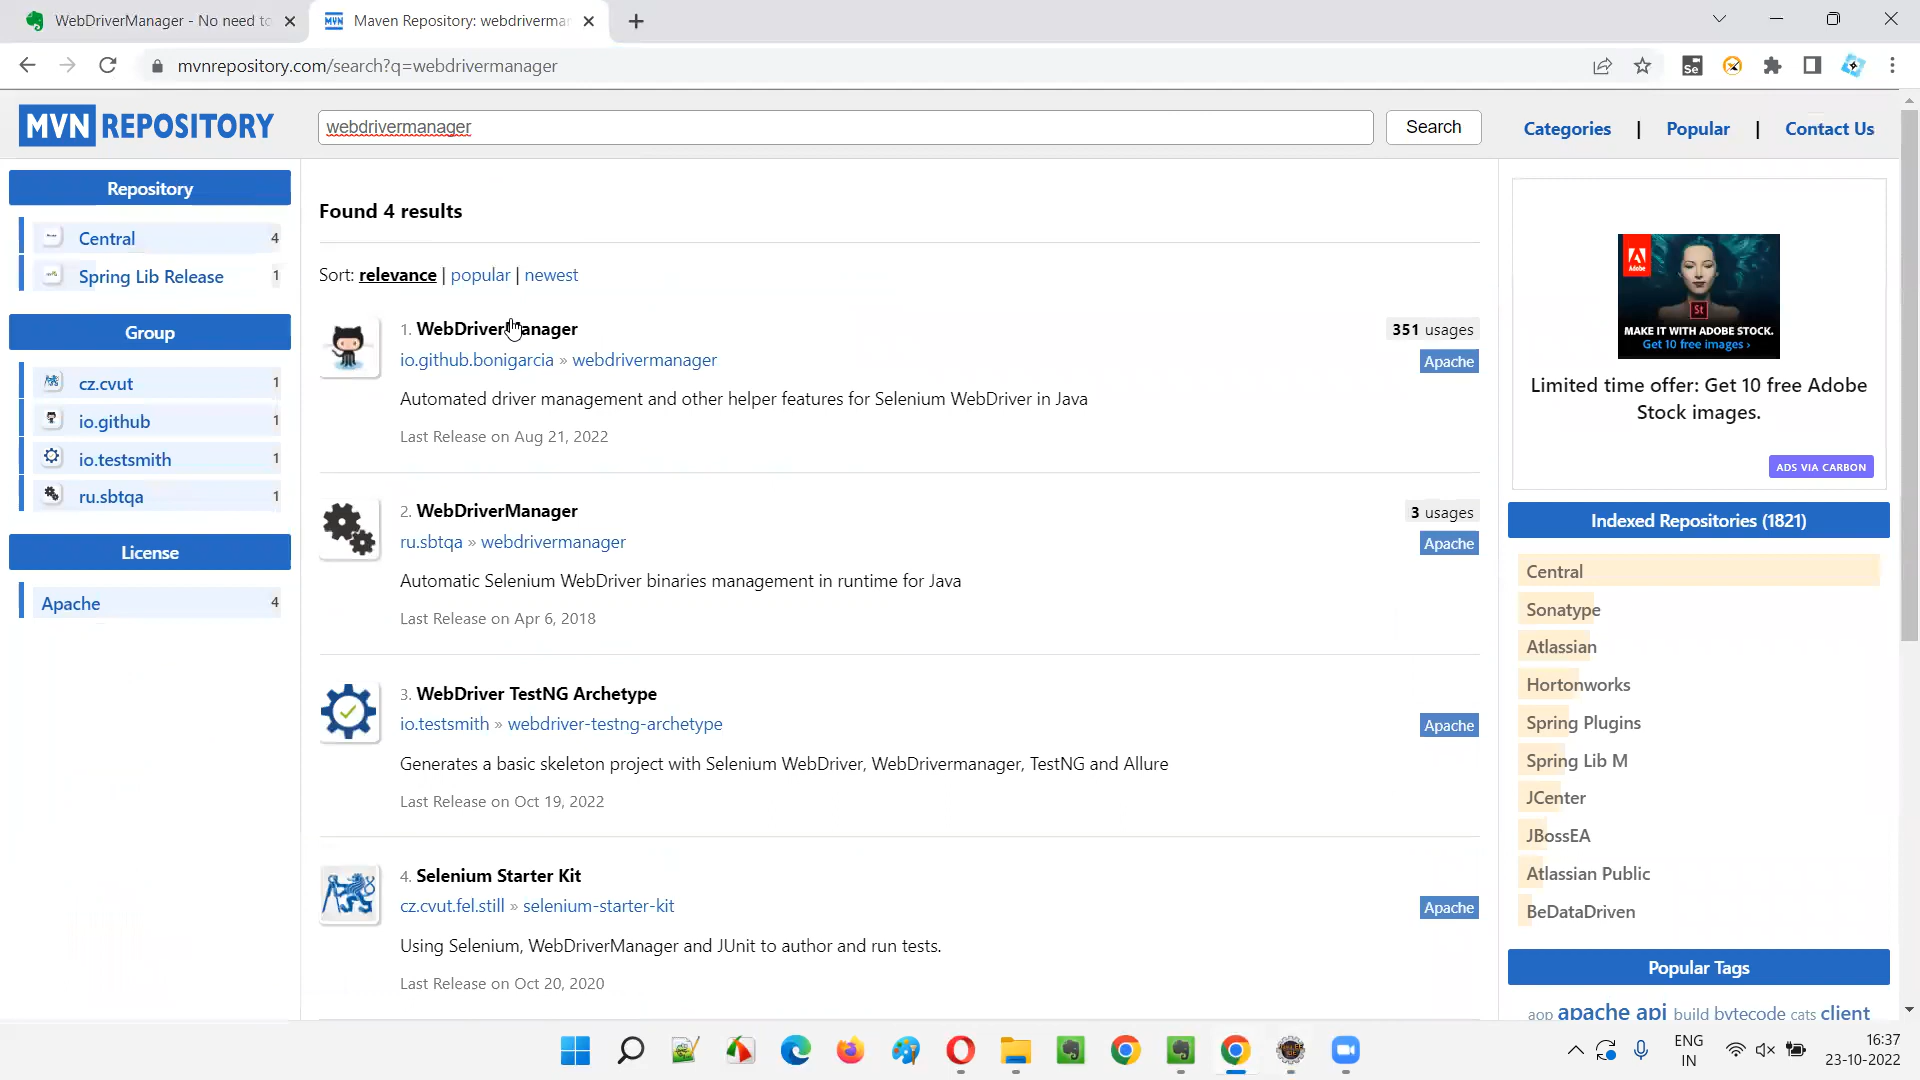 WebDriverManager - No need to
Maven Repository: webdriverman
mvnrepository.com/search?q=webdrivermanager
MVN REPOSITORY
webdrivermanager
Search
Categories | Popular | Contact Us
Repository
Central 4
Spring Lib Release 1
Group
cz.cvut 1
io.github 1
io.testsmith 1
ru.sbtqa 1
License
Apache 4
Found 4 results
Sort: relevance | popular | newest
1. WebDriverManager
351 usages
io.github.bonigarcia » webdrivermanager
Apache
Automated driver management and other helper features for Selenium WebDriver in Java
Last Release on Aug 21, 2022
2. WebDriverManager
3 usages
ru.sbtqa » webdrivermanager
Apache
Automatic Selenium WebDriver binaries management in runtime for Java
Last Release on Apr 6, 2018
3. WebDriver TestNG Archetype
io.testsmith » webdriver-testng-archetype
Apache
Generates a basic skeleton project with Selenium WebDriver, WebDrivermanager, TestNG and Allure
Last Release on Oct 19, 2022
4. Selenium Starter Kit
cz.cvut.fel.still » selenium-starter-kit
Apache
Using Selenium, WebDriverManager and JUnit to author and run tests.
Last Release on Oct 20, 2020
Adobe
St
MAKE IT WITH ADOBE STOCK.
Get 10 free images ›
Limited time offer: Get 10 free Adobe
Stock images.
ADS VIA CARBON
Indexed Repositories (1821)
Central
Sonatype
Atlassian
Hortonworks
Spring Plugins
Spring Lib M
JCenter
JBossEA
Atlassian Public
BeDataDriven
Popular Tags
aop apache api build bytecode cats client
ENG
IN
16:37
23-10-2022